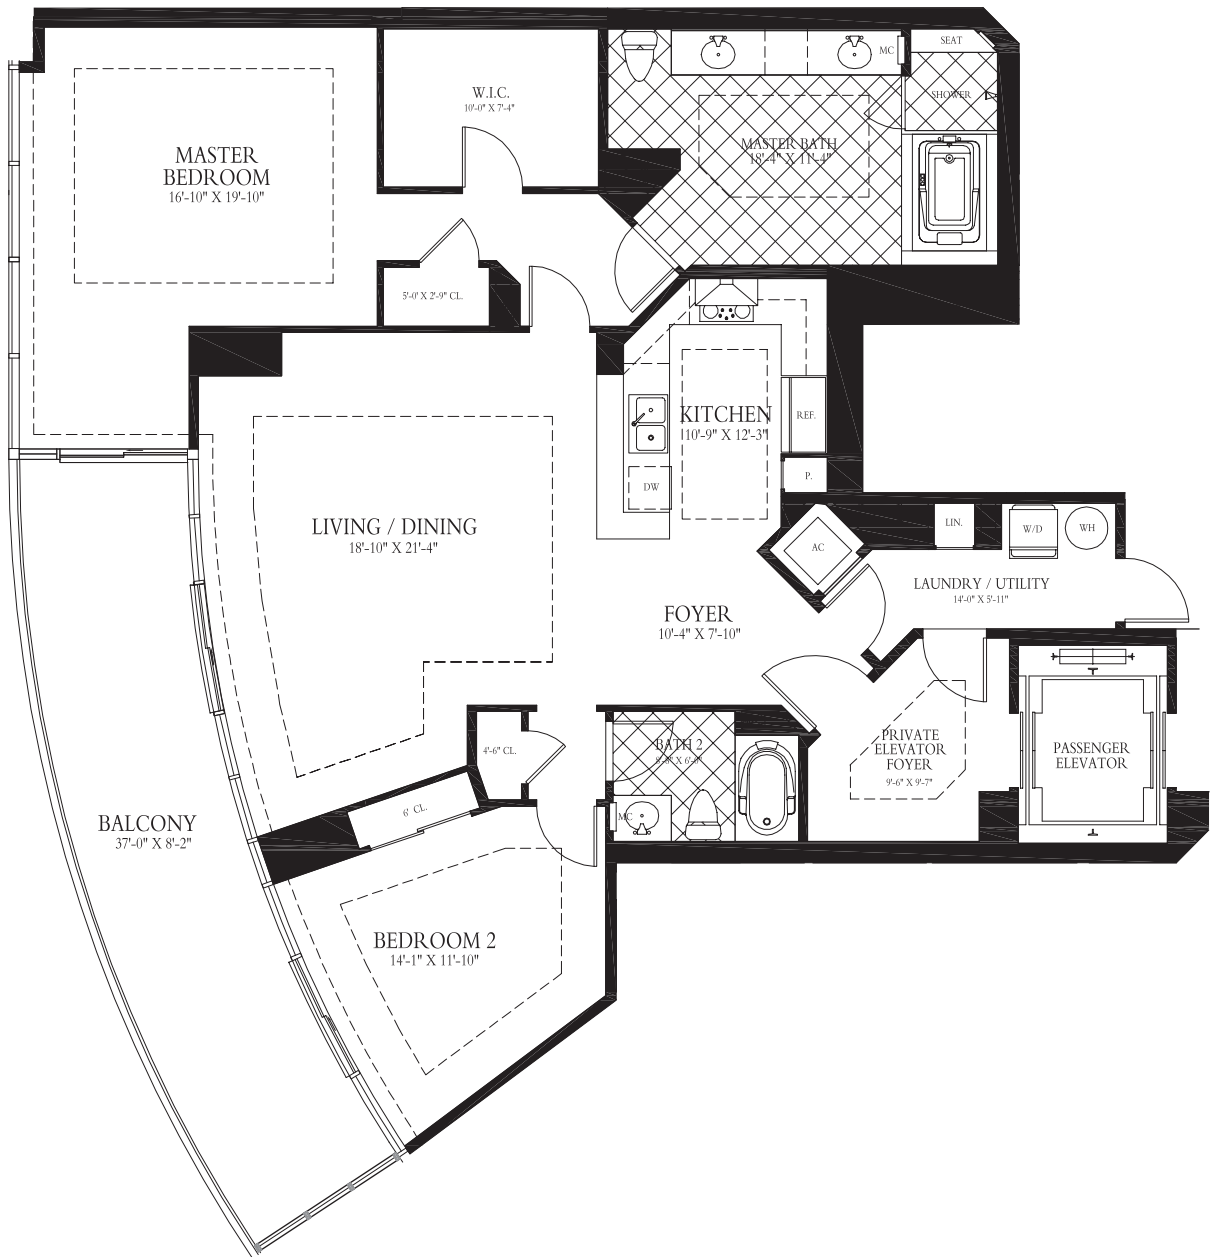 SEAT
MC
W.I.C.
10'-0" X 7'-4"
SHOWER
MASTER BATH
18'-4" X 11'-4"
MASTER
BEDROOM
16'-10" X 19'-10"
5'-0' X 2'-9" CL.
KITCHEN
10'-9" X 12'-3"
REF.
P.
DW
LIVING / DINING
18'-10" X 21'-4"
LIN.
W/D
WH
AC
LAUNDRY / UTILITY
14'-0" X 5'-11"
FOYER
10'-4" X 7'-10"
4'-6" CL.
BATH 2
PRIVATE
ELEVATOR
FOYER
9'-6" X 9'-7"
PASSENGER
ELEVATOR
6' CL.
MC
BALCONY
37'-0" X 8'-2"
BEDROOM 2
14'-1" X 11'-10"